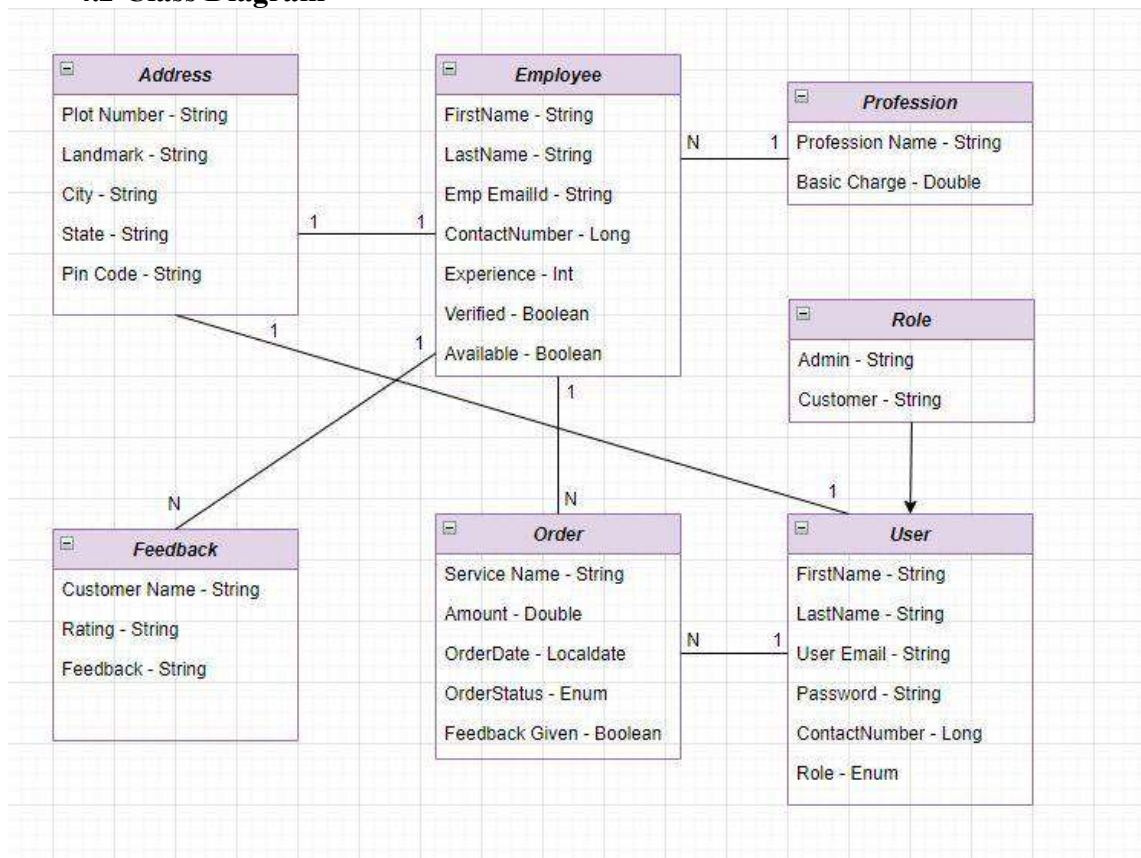 4.2 Class Diagram
Address
Plot Number - String
Landmark - String
City - String
State - String
Pin Code - String
Employee
FirstName - String
LastName - String
Emp EmailId - String
ContactNumber - Long
Experience - Int
Verified - Boolean
Available - Boolean
Profession
Profession Name - String
Basic Charge - Double
Role
Admin - String
Customer - String
Feedback
Customer Name - String
Rating - String
Feedback - String
Order
Service Name - String
Amount - Double
OrderDate - Localdate
OrderStatus - Enum
Feedback Given - Boolean
User
FirstName - String
LastName - String
User Email - String
Password - String
ContactNumber - Long
Role - Enum
N 1
1 1
1
1
1
N
N
1
N 1